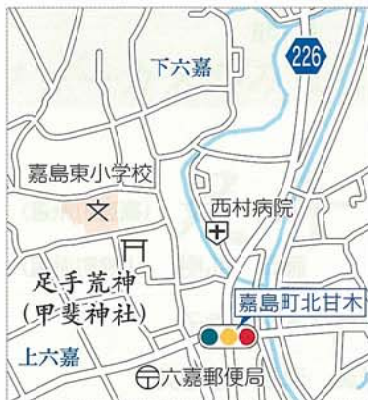 226
下六嘉
嘉島東小学校
文
西村病院
足手荒神
(甲斐神社)
嘉島町北甘木
上六嘉
六嘉郵便局